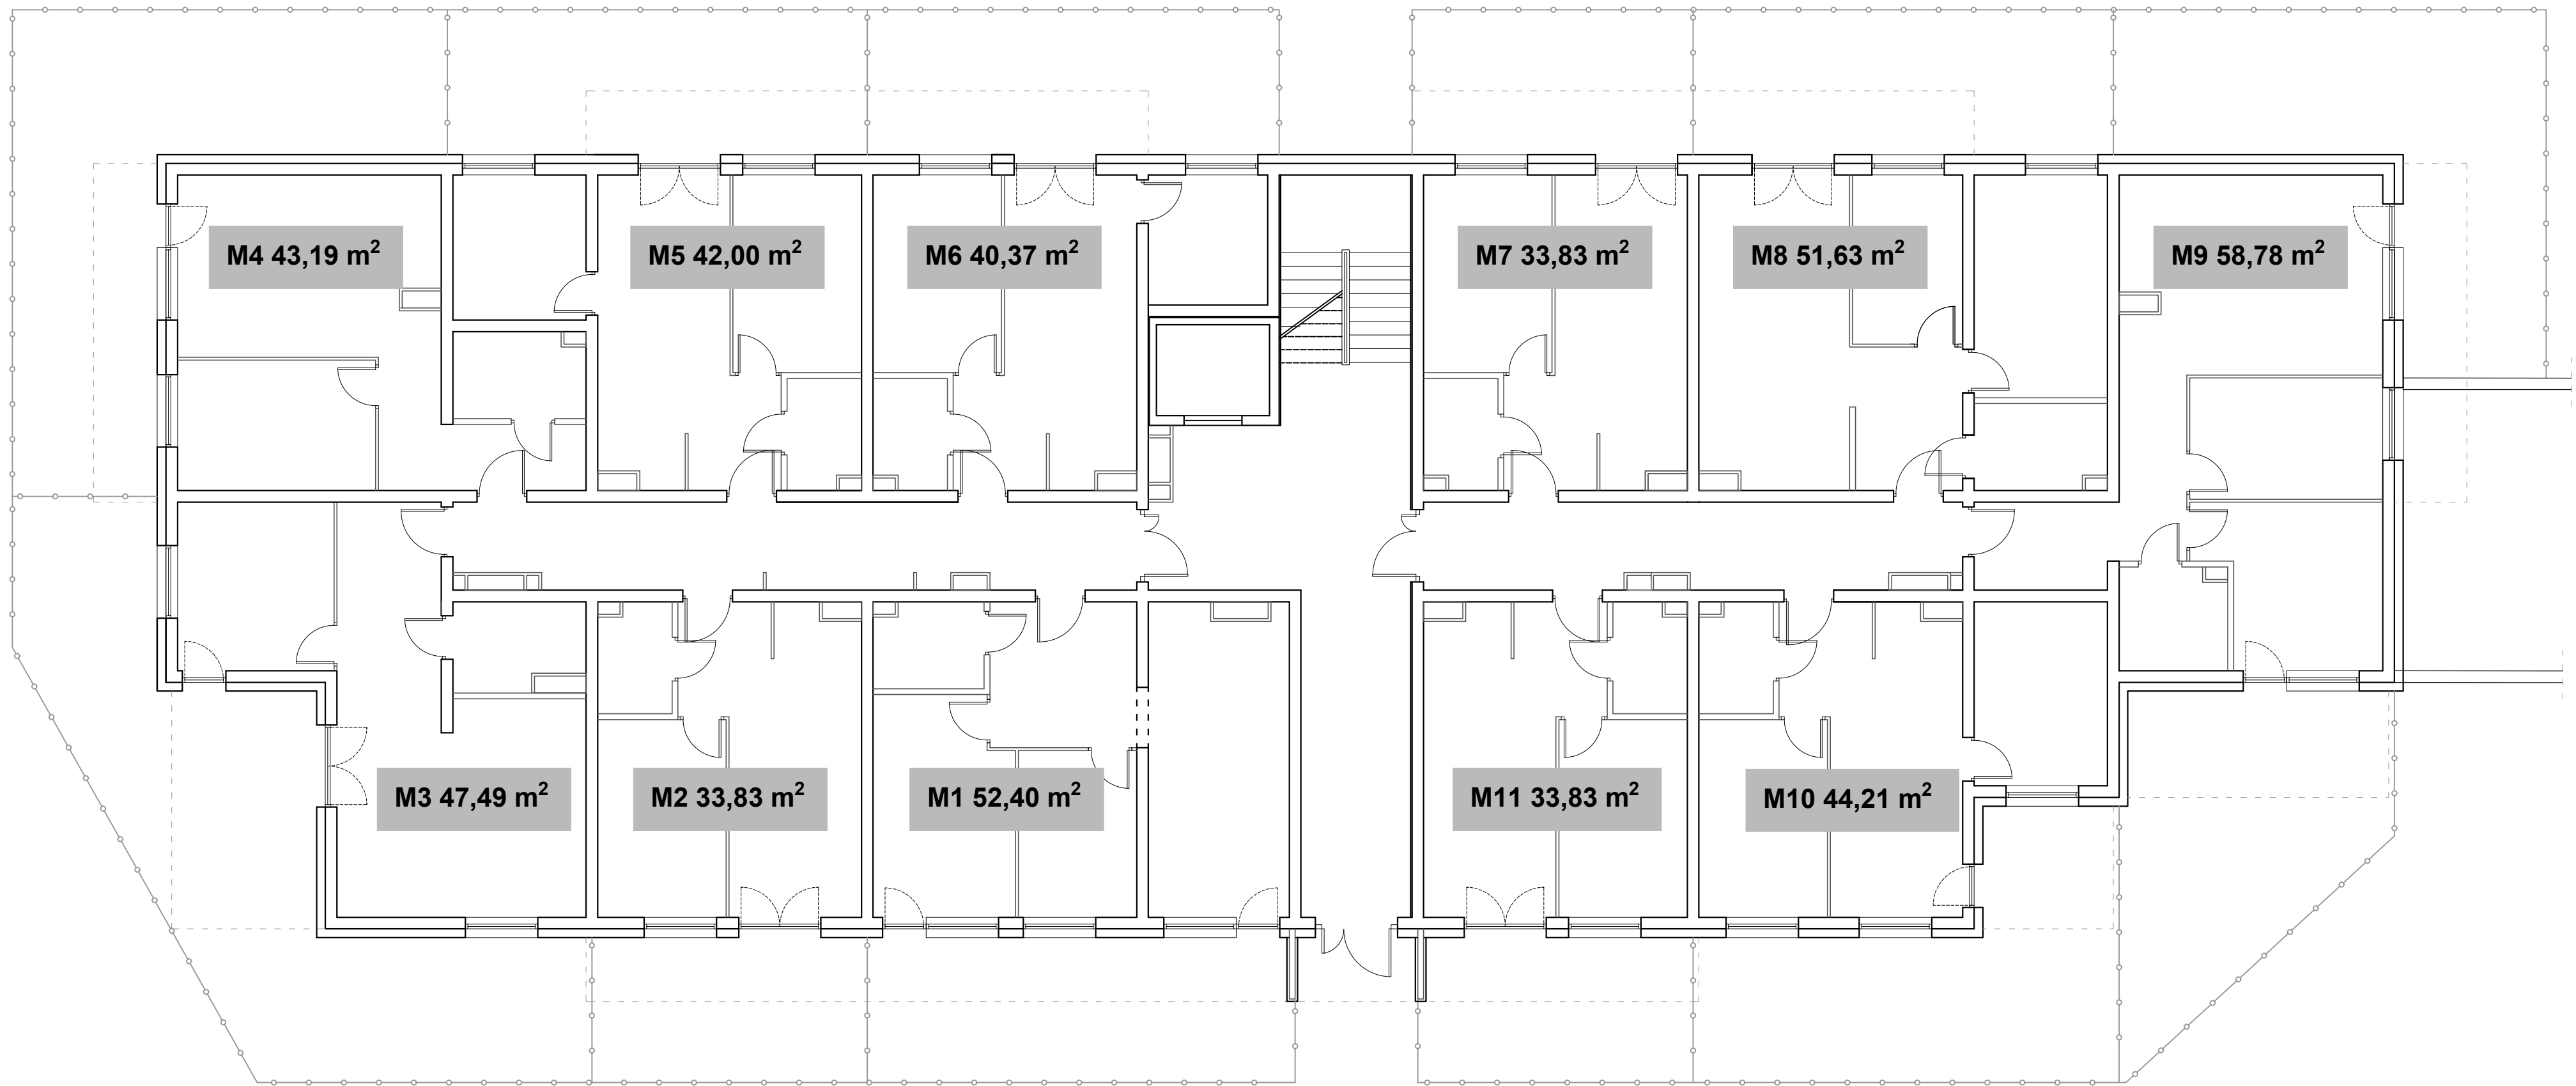 M4 43,19 m²
M5 42,00 m²
M6 40,37 m²
M7 33,83 m²
M8 51,63 m²
M9 58,78 m²
M3 47,49 m²
M2 33,83 m²
M1 52,40 m²
M11 33,83 m²
M10 44,21 m²